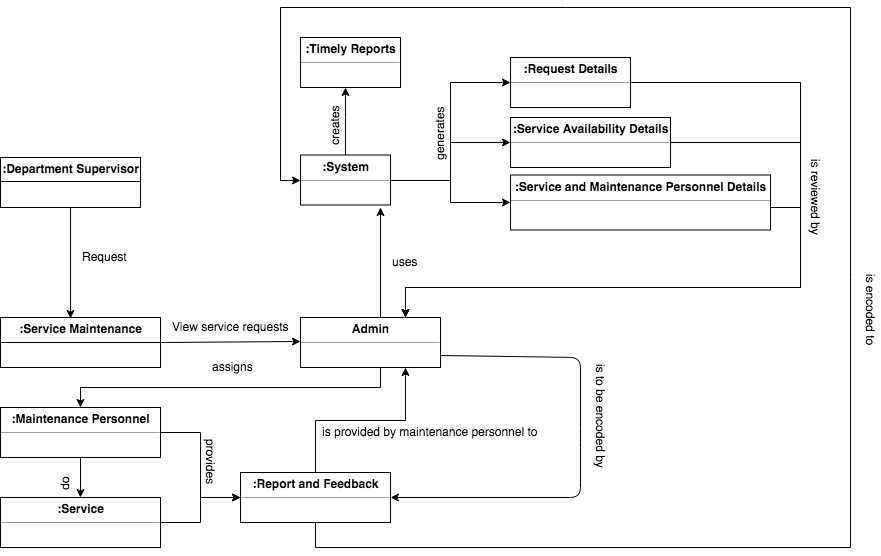 :Timely Reports
:Request Details
creates
generates
:Service Availability Details
:Department Supervisor
:System
:Service and Maintenance Personnel Details
is reviewed by
Request
uses
is encoded to
:Service Maintenance
View service requests
Admin
assigns
is to be encoded by
:Maintenance Personnel
is provided by maintenance personnel to
provides
do
:Report and Feedback
:Service